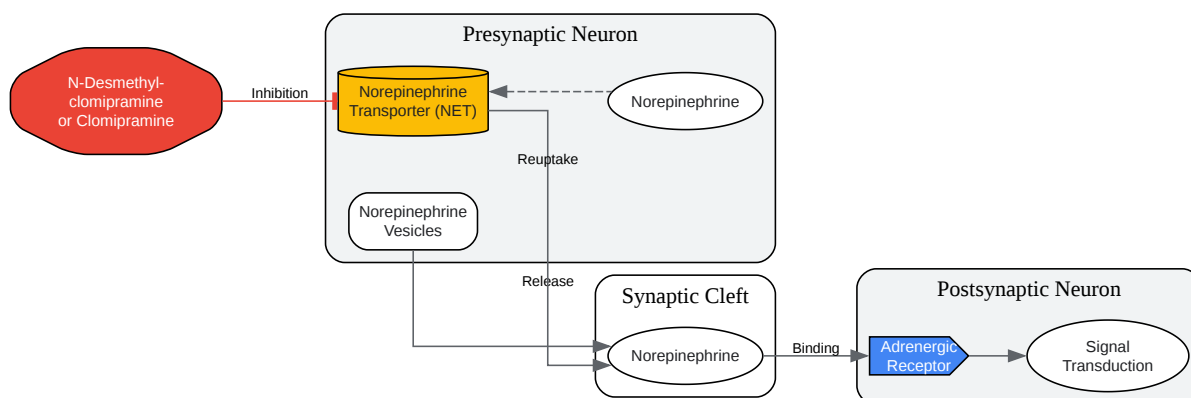 Presynaptic Neuron
N-Desmethyl-
clomipramine
or Clomipramine
Inhibition
Norepinephrine
Transporter (NET)
Norepinephrine
Reuptake
Norepinephrine
Vesicles
Release
Synaptic Cleft
Norepinephrine
Binding
Postsynaptic Neuron
Adrenergic
Receptor
Signal
Transduction